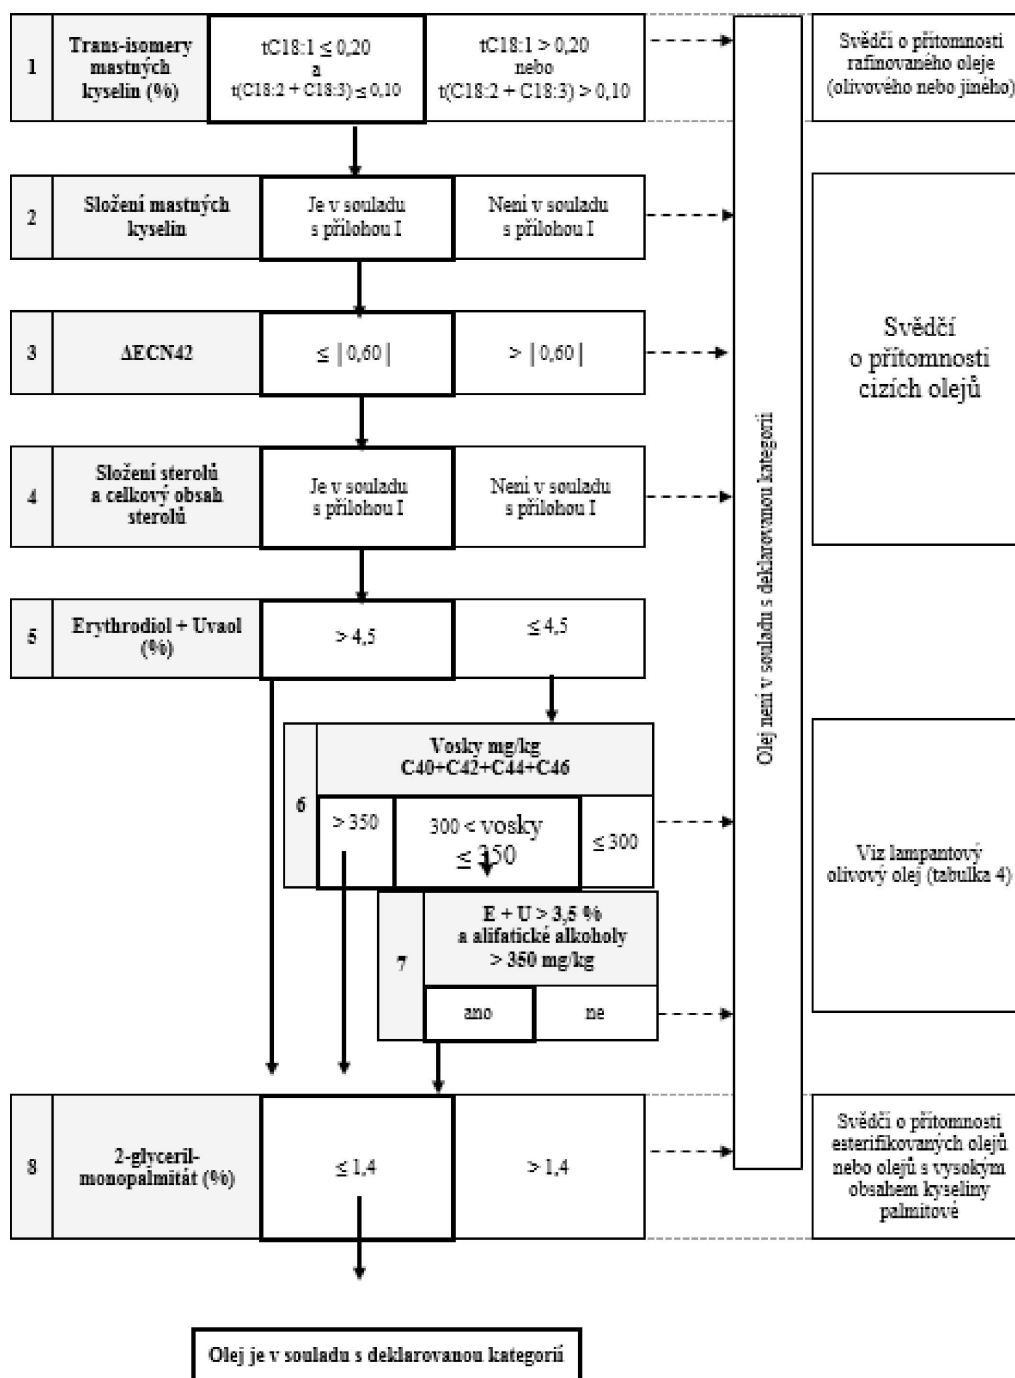 1
Trans-isomery
mastných
kyselin (%)
tC18:1 ≤ 0,20
a
t(C18:2 + C18:3) ≤ 0,10
tC18:1 > 0,20
nebo
t(C18:2 + C18:3) > 0,10
Svědčí o přítomnosti
rafinovaného oleje
(olivového nebo jiného)
2
Složení mastných
kyselin
Je v souladu
s přílohou I
Není v souladu
s přílohou I
3
ΔECN42
≤ |0,60|
> |0,60|
Svědčí
o přítomnosti
cizích olejů
4
Složení sterolů
a celkový obsah
sterolů
Je v souladu
s přílohou I
Není v souladu
s přílohou I
Olej není v souladu s deklarovanou kategorií
5
Erythrodiol + Uvaol
(%)
> 4,5
≤ 4,5
6
Vosky mg/kg
C40+C42+C44+C46
> 350
300 < vosky
≤ 350
≤ 300
Viz lampantový
olivový olej (tabulka 4)
7
E + U > 3,5 %
a alifatické alkoholy
> 350 mg/kg
ano
ne
8
2-glyceril-
monopalmitát (%)
≤ 1,4
> 1,4
Svědčí o přítomnosti
esterifikovaných olejů
nebo olejů s vysokým
obsahem kyseliny
palmitové
Olej je v souladu s deklarovanou kategorií